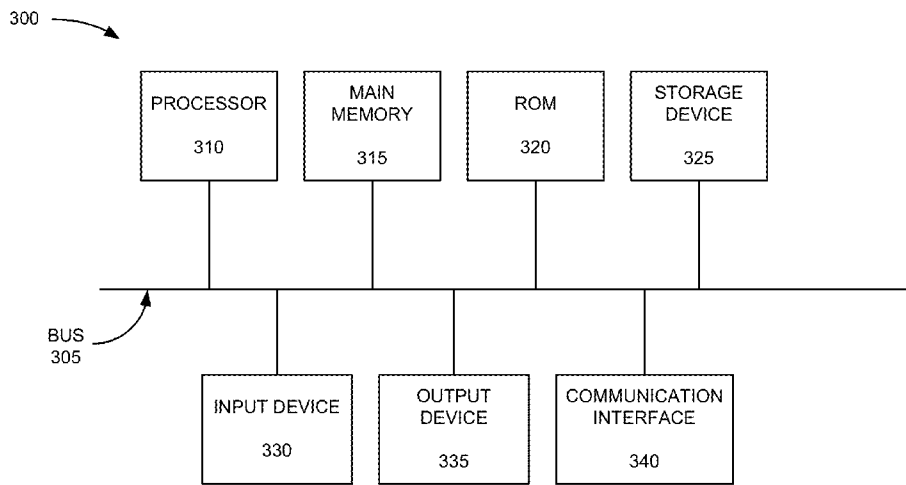 300
PROCESSOR
310
MAIN
MEMORY
315
ROM
320
STORAGE
DEVICE
325
BUS
305
INPUT DEVICE
330
OUTPUT
DEVICE
335
COMMUNICATION
INTERFACE
340